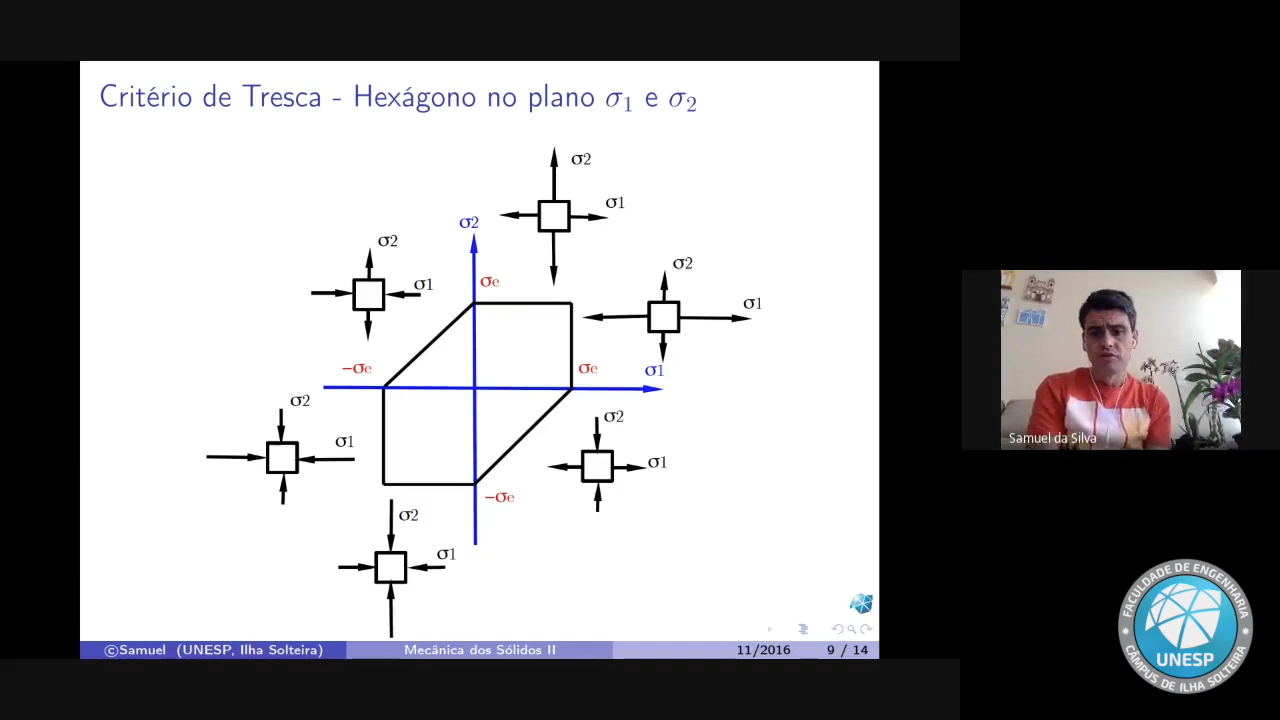 Critério de Tresca - Hexágono no plano σ1 e σ2
σ2
σ1
σ2
σ2
σ1
σe
σ2
σ1
−σe
σe
σ1
σ2
σ1
σ2
σ1
−σe
σ2
σ1
Samuel da Silva
©Samuel (UNESP, Ilha Solteira)
Mecânica dos Sólidos II
11/2016
9 / 14
FACULDADE DE ENGENHARIA
UNESP
CÂMPUS DE ILHA SOLTEIRA